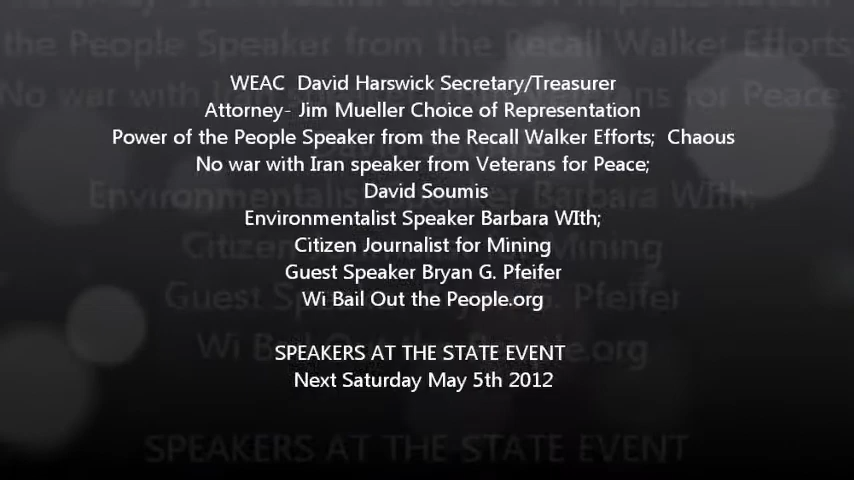 WEAC  David Harswick Secretary/Treasurer
Attorney- Jim Mueller Choice of Representation
Power of the People Speaker from the Recall Walker Efforts;  Chaous
No war with Iran speaker from Veterans for Peace;
David Soumis
Environmentalist Speaker Barbara WIth;
Citizen Journalist for Mining
Guest Speaker Bryan G. Pfeifer
Wi Bail Out the People.org
SPEAKERS AT THE STATE EVENT
Next Saturday May 5th 2012